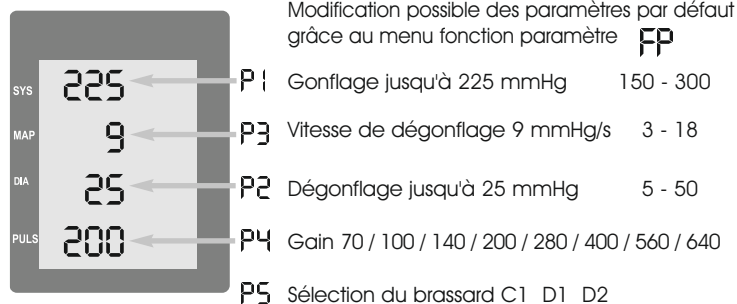 Modification possible des paramètres par défaut
grâce au menu fonction paramètre FP
SYS 225 P1 Gonflage jusqu'à 225 mmHg 150 - 300
MAP 9 P3 Vitesse de dégonflage 9 mmHg/s 3 - 18
DIA 25 P2 Dégonflage jusqu'à 25 mmHg 5 - 50
PULS 200 P4 Gain 70 / 100 / 140 / 200 / 280 / 400 / 560 / 640
P5 Sélection du brassard C1 D1 D2